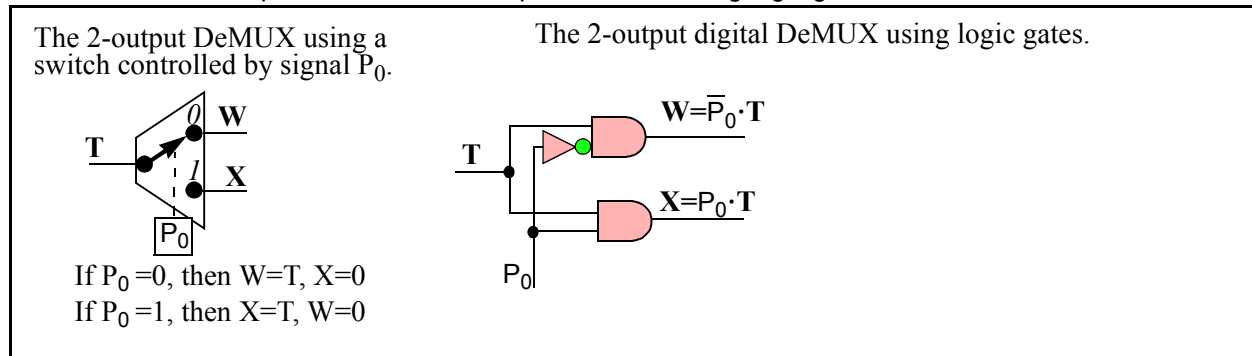 The 2-output DeMUX using a
switch controlled by signal P₀.
The 2-output digital DeMUX using logic gates.
T
0
W
1
X
P₀
If P₀ =0, then W=T, X=0
If P₀ =1, then X=T, W=0
T
W=P̅₀·T
X=P₀·T
P₀